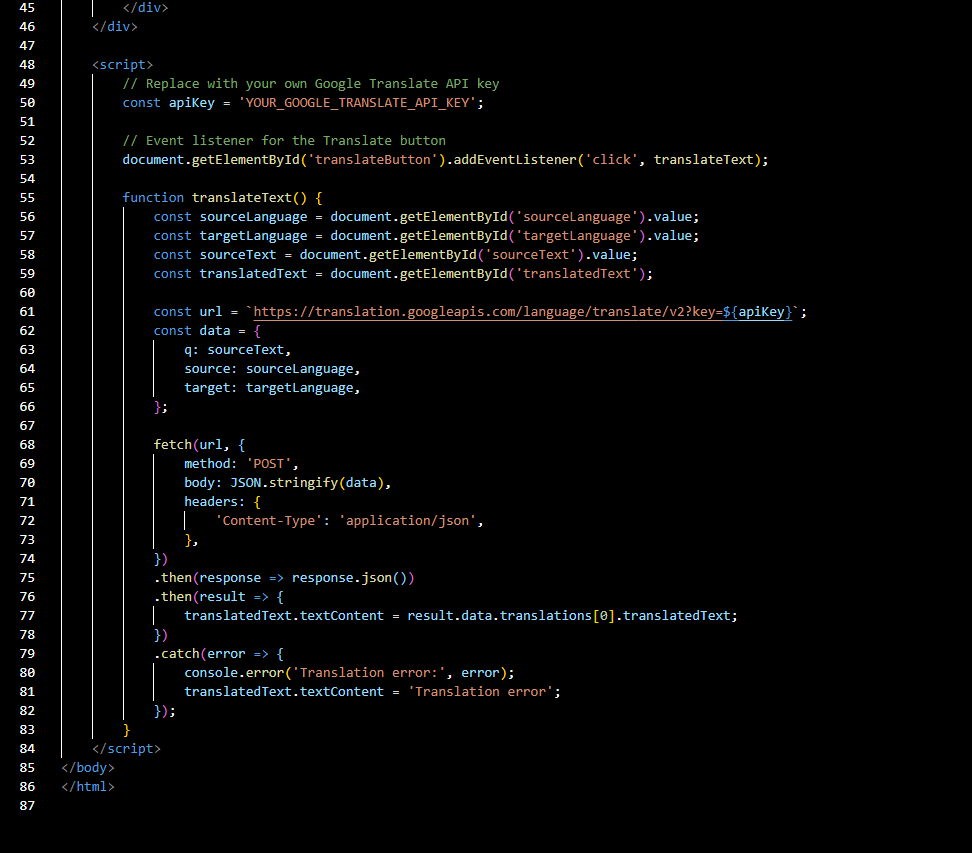 45 </div>
46 </div>
47
48 <script>
49 // Replace with your own Google Translate API key
50 const apiKey = 'YOUR_GOOGLE_TRANSLATE_API_KEY';
51
52 // Event listener for the Translate button
53 document.getElementById('translateButton').addEventListener('click', translateText);
54
55 function translateText() {
56 const sourceLanguage = document.getElementById('sourceLanguage').value;
57 const targetLanguage = document.getElementById('targetLanguage').value;
58 const sourceText = document.getElementById('sourceText').value;
59 const translatedText = document.getElementById('translatedText');
60
61 const url = `https://translation.googleapis.com/language/translate/v2?key=${apiKey}`;
62 const data = {
63 q: sourceText,
64 source: sourceLanguage,
65 target: targetLanguage,
66 };
67
68 fetch(url, {
69 method: 'POST',
70 body: JSON.stringify(data),
71 headers: {
72 'Content-Type': 'application/json',
73 },
74 })
75 .then(response => response.json())
76 .then(result => {
77 translatedText.textContent = result.data.translations[0].translatedText;
78 })
79 .catch(error => {
80 console.error('Translation error:', error);
81 translatedText.textContent = 'Translation error';
82 });
83 }
84 </script>
85 </body>
86 </html>
87